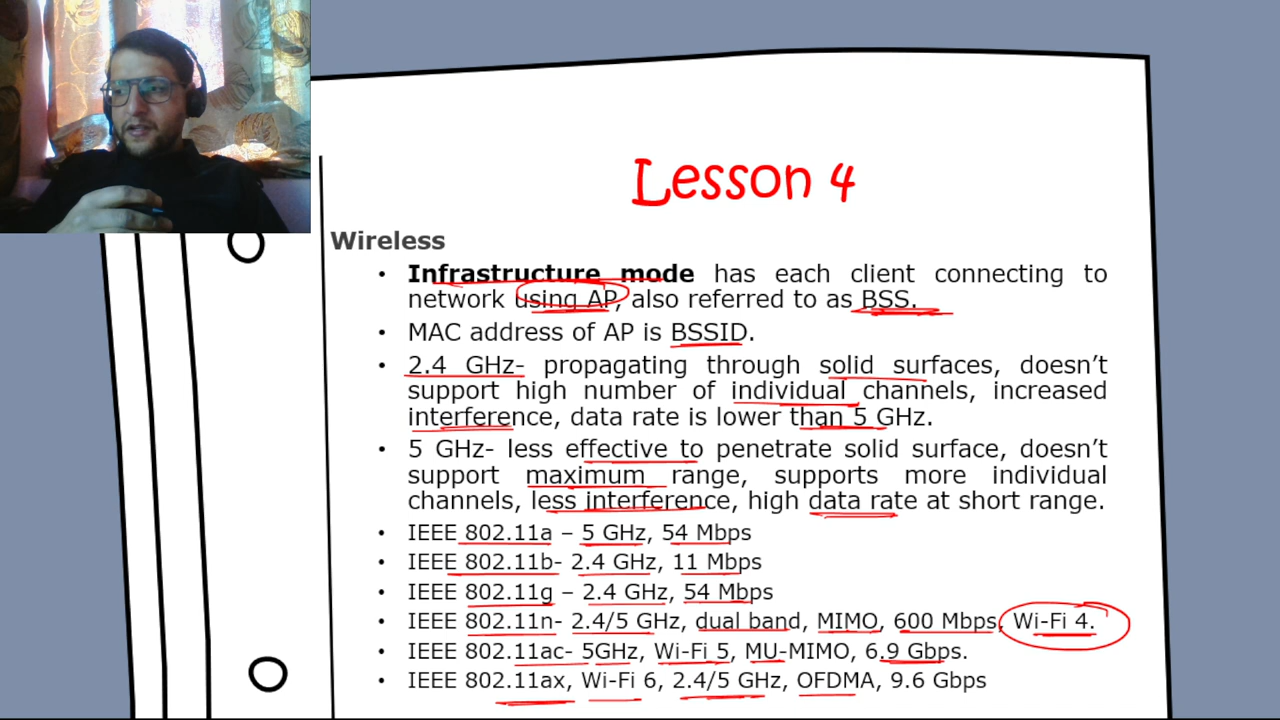 Lesson 4
Wireless
• Infrastructure mode has each client connecting to
network using AP, also referred to as BSS.
• MAC address of AP is BSSID.
• 2.4 GHz- propagating through solid surfaces, doesn't
support high number of individual channels, increased
interference, data rate is lower than 5 GHz.
• 5 GHz- less effective to penetrate solid surface, doesn't
support maximum range, supports more individual
channels, less interference, high data rate at short range.
• IEEE 802.11a – 5 GHz, 54 Mbps
• IEEE 802.11b- 2.4 GHz, 11 Mbps
• IEEE 802.11g – 2.4 GHz, 54 Mbps
• IEEE 802.11n- 2.4/5 GHz, dual band, MIMO, 600 Mbps, Wi-Fi 4.
• IEEE 802.11ac- 5GHz, Wi-Fi 5, MU-MIMO, 6.9 Gbps.
• IEEE 802.11ax, Wi-Fi 6, 2.4/5 GHz, OFDMA, 9.6 Gbps